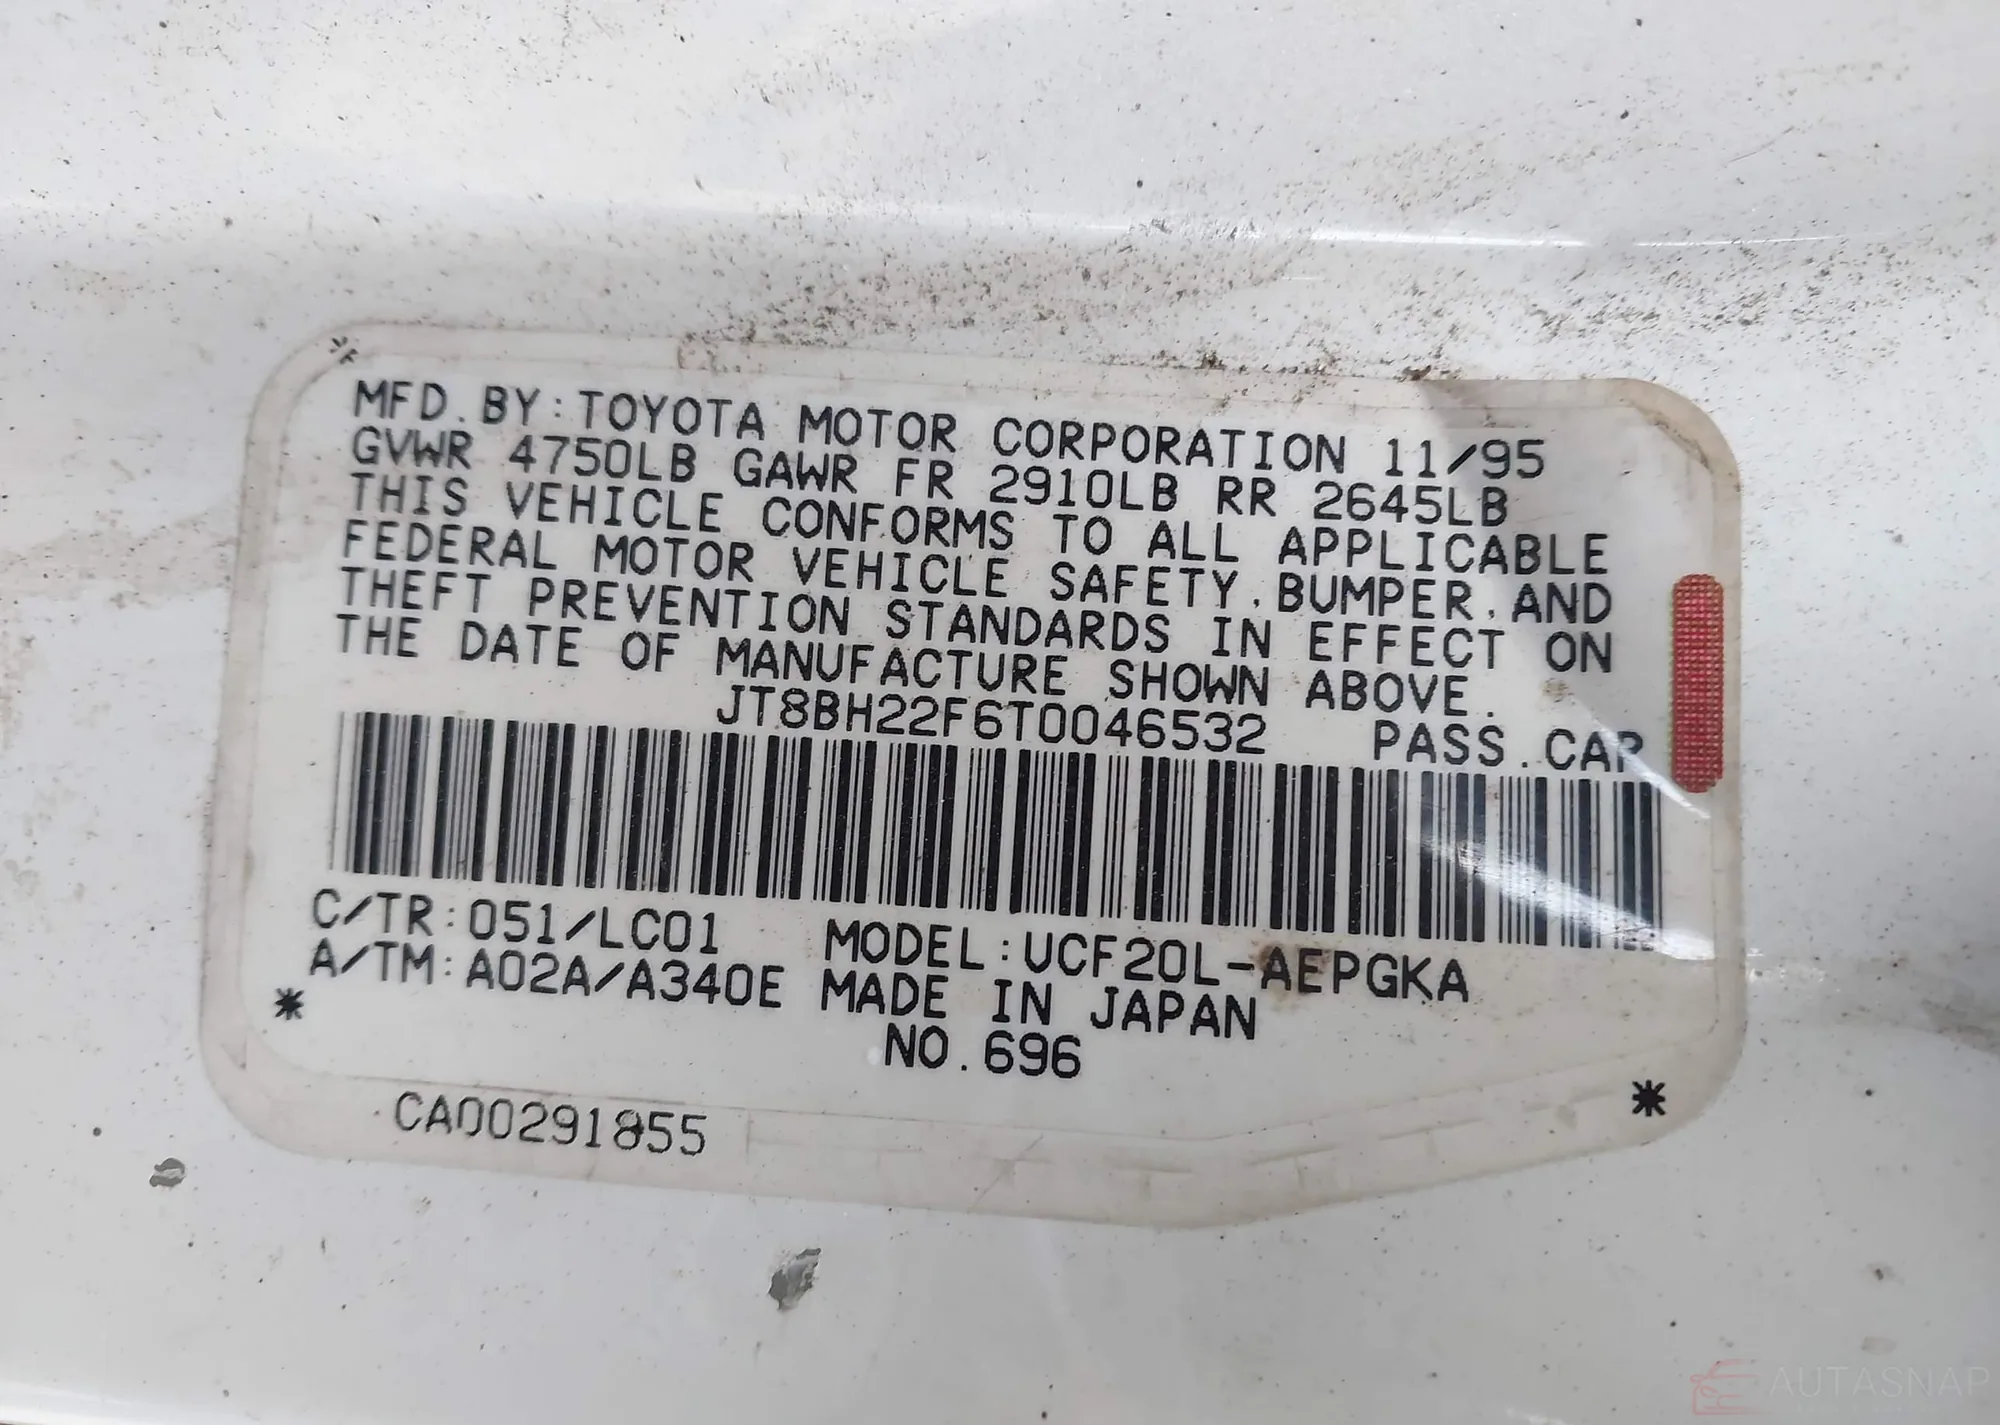 MFD.BY:TOYOTA MOTOR CORPORATION 11/95
GVWR 4750LB GAWR FR 2910LB RR 2645LB
THIS VEHICLE CONFORMS TO ALL APPLICABLE
FEDERAL MOTOR VEHICLE SAFETY,BUMPER,AND
THEFT PREVENTION STANDARDS IN EFFECT ON
THE DATE OF MANUFACTURE SHOWN ABOVE.
JT8BH22F6T0046532 PASS.CAR
C/TR:051/LC01 MODEL:UCF20L-AEPGKA
A/TM:A02A/A340E MADE IN JAPAN
NO.696
CA00291855
AUTASNAP